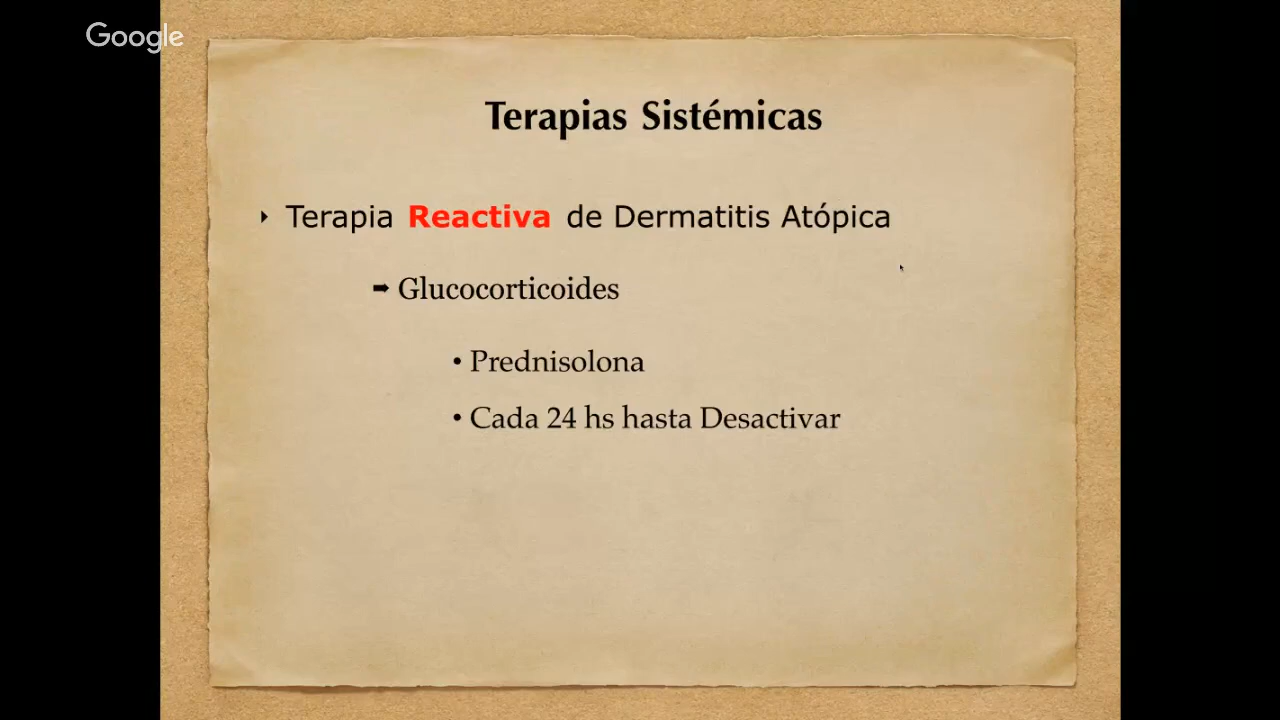 Google
Terapias Sistémicas
‣ Terapia Reactiva de Dermatitis Atópica
➡ Glucocorticoides
• Prednisolona
• Cada 24 hs hasta Desactivar